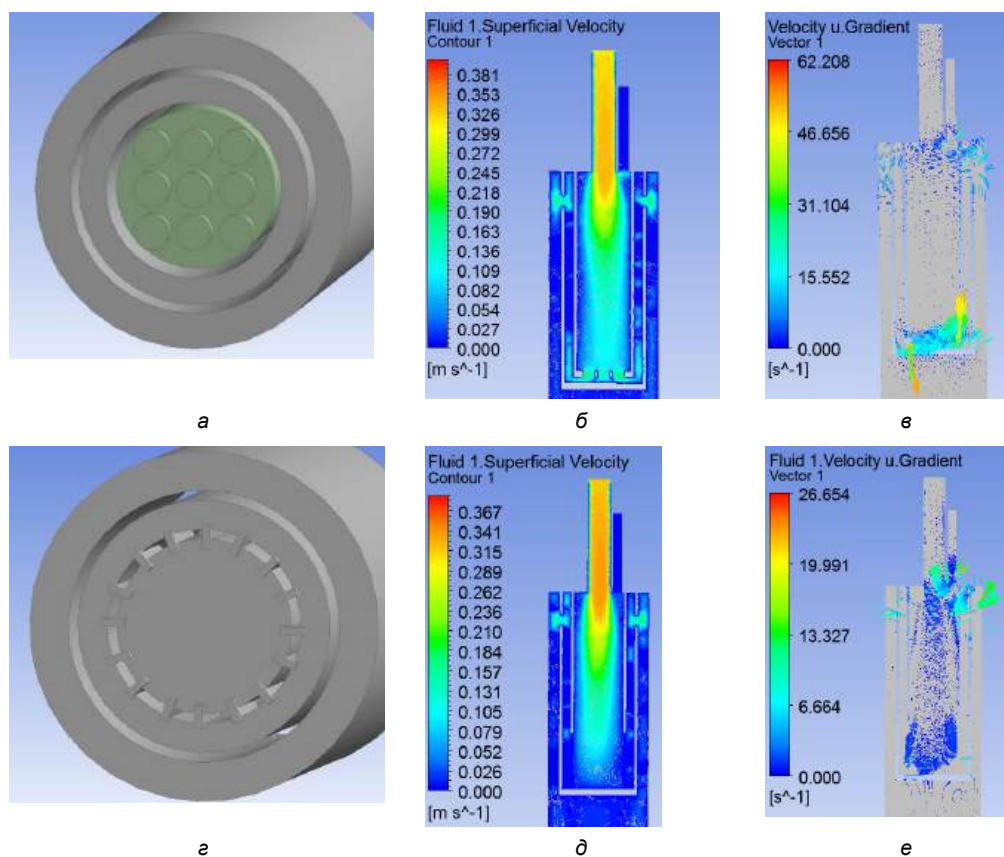 Fluid 1.Superficial Velocity
Contour 1
0.381
0.353
0.326
0.299
0.272
0.245
0.218
0.190
0.163
0.136
0.109
0.082
0.054
0.027
0.000
[m s^-1]
Velocity u.Gradient
Vector 1
62.208
46.656
31.104
15.552
0.000
[s^-1]
а
б
в
Fluid 1.Superficial Velocity
Contour 1
0.367
0.341
0.315
0.289
0.262
0.236
0.210
0.184
0.157
0.131
0.105
0.079
0.052
0.026
0.000
[m s^-1]
Fluid 1.Velocity u.Gradient
Vector 1
26.654
19.991
13.327
6.664
0.000
[s^-1]
г
д
е